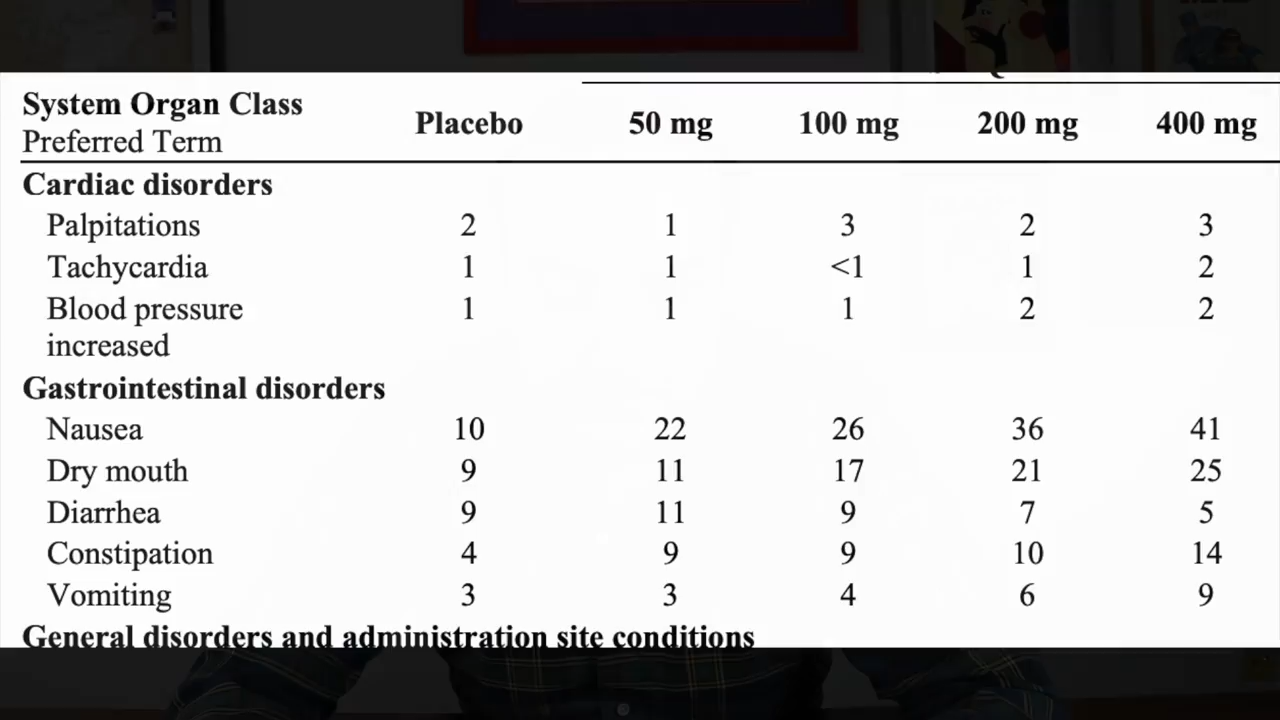 System Organ Class
Preferred Term Placebo 50 mg 100 mg 200 mg 400 mg
Cardiac disorders
Palpitations 2 1 3 2 3
Tachycardia 1 1 <1 1 2
Blood pressure 1 1 1 2 2
increased
Gastrointestinal disorders
Nausea 10 22 26 36 41
Dry mouth 9 11 17 21 25
Diarrhea 9 11 9 7 5
Constipation 4 9 9 10 14
Vomiting 3 3 4 6 9
General disorders and administration site conditions